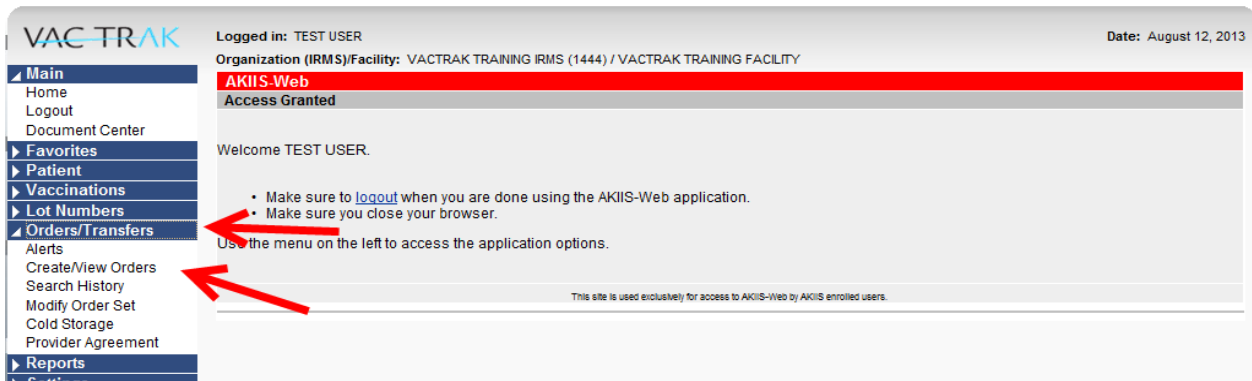 VACTRAK
Logged in: TEST USER
Date: August 12, 2013
Organization (IRMS)/Facility: VACTRAK TRAINING IRMS (1444) / VACTRAK TRAINING FACILITY
Main
Home
Logout
Document Center
Favorites
Patient
Vaccinations
Lot Numbers
Orders/Transfers
Alerts
Create/View Orders
Search History
Modify Order Set
Cold Storage
Provider Agreement
Reports
AKIIS-Web
Access Granted
Welcome TEST USER.
• Make sure to logout when you are done using the AKIIS-Web application.
• Make sure you close your browser.
Use the menu on the left to access the application options.
This site is used exclusively for access to AKIIS-Web by AKIIS enrolled users.